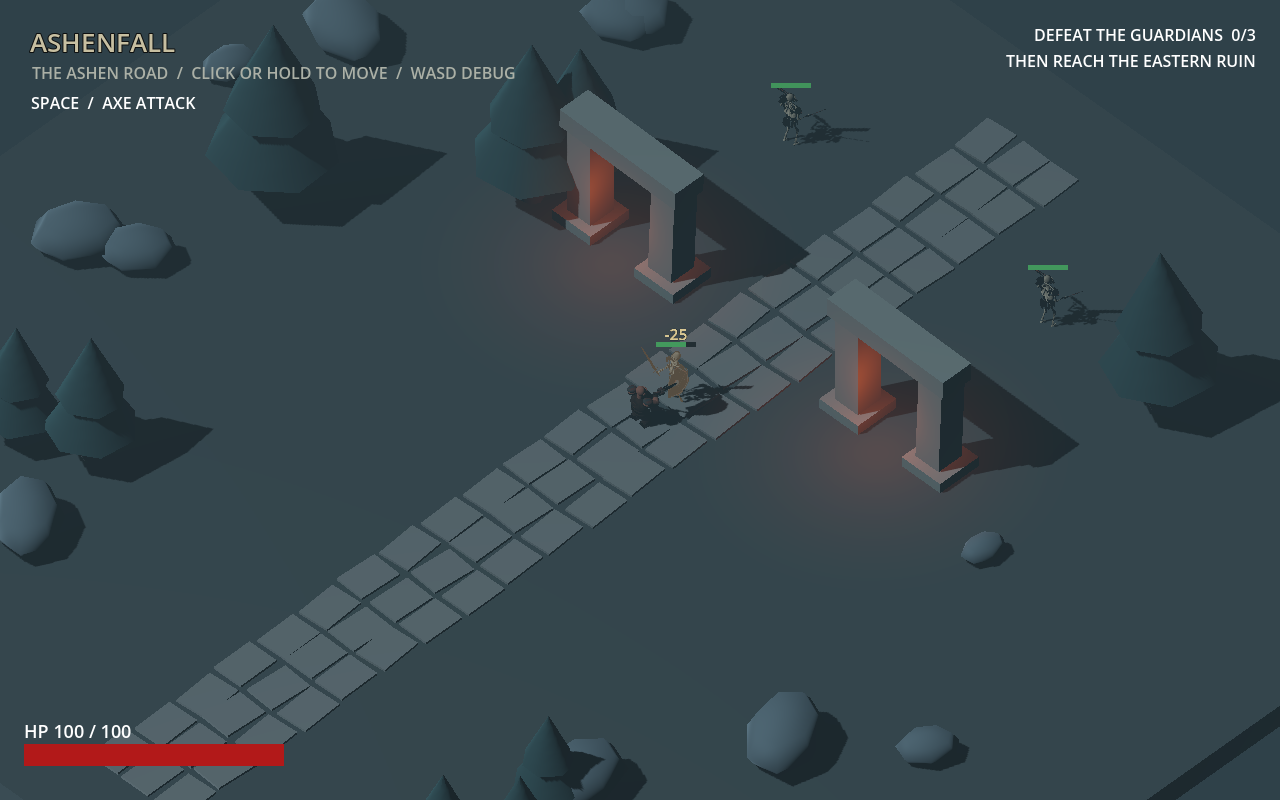 ASHENFALL
THE ASHEN ROAD / CLICK OR HOLD TO MOVE / WASD DEBUG
SPACE / AXE ATTACK
DEFEAT THE GUARDIANS 0/3
THEN REACH THE EASTERN RUIN
-25
HP 100 / 100